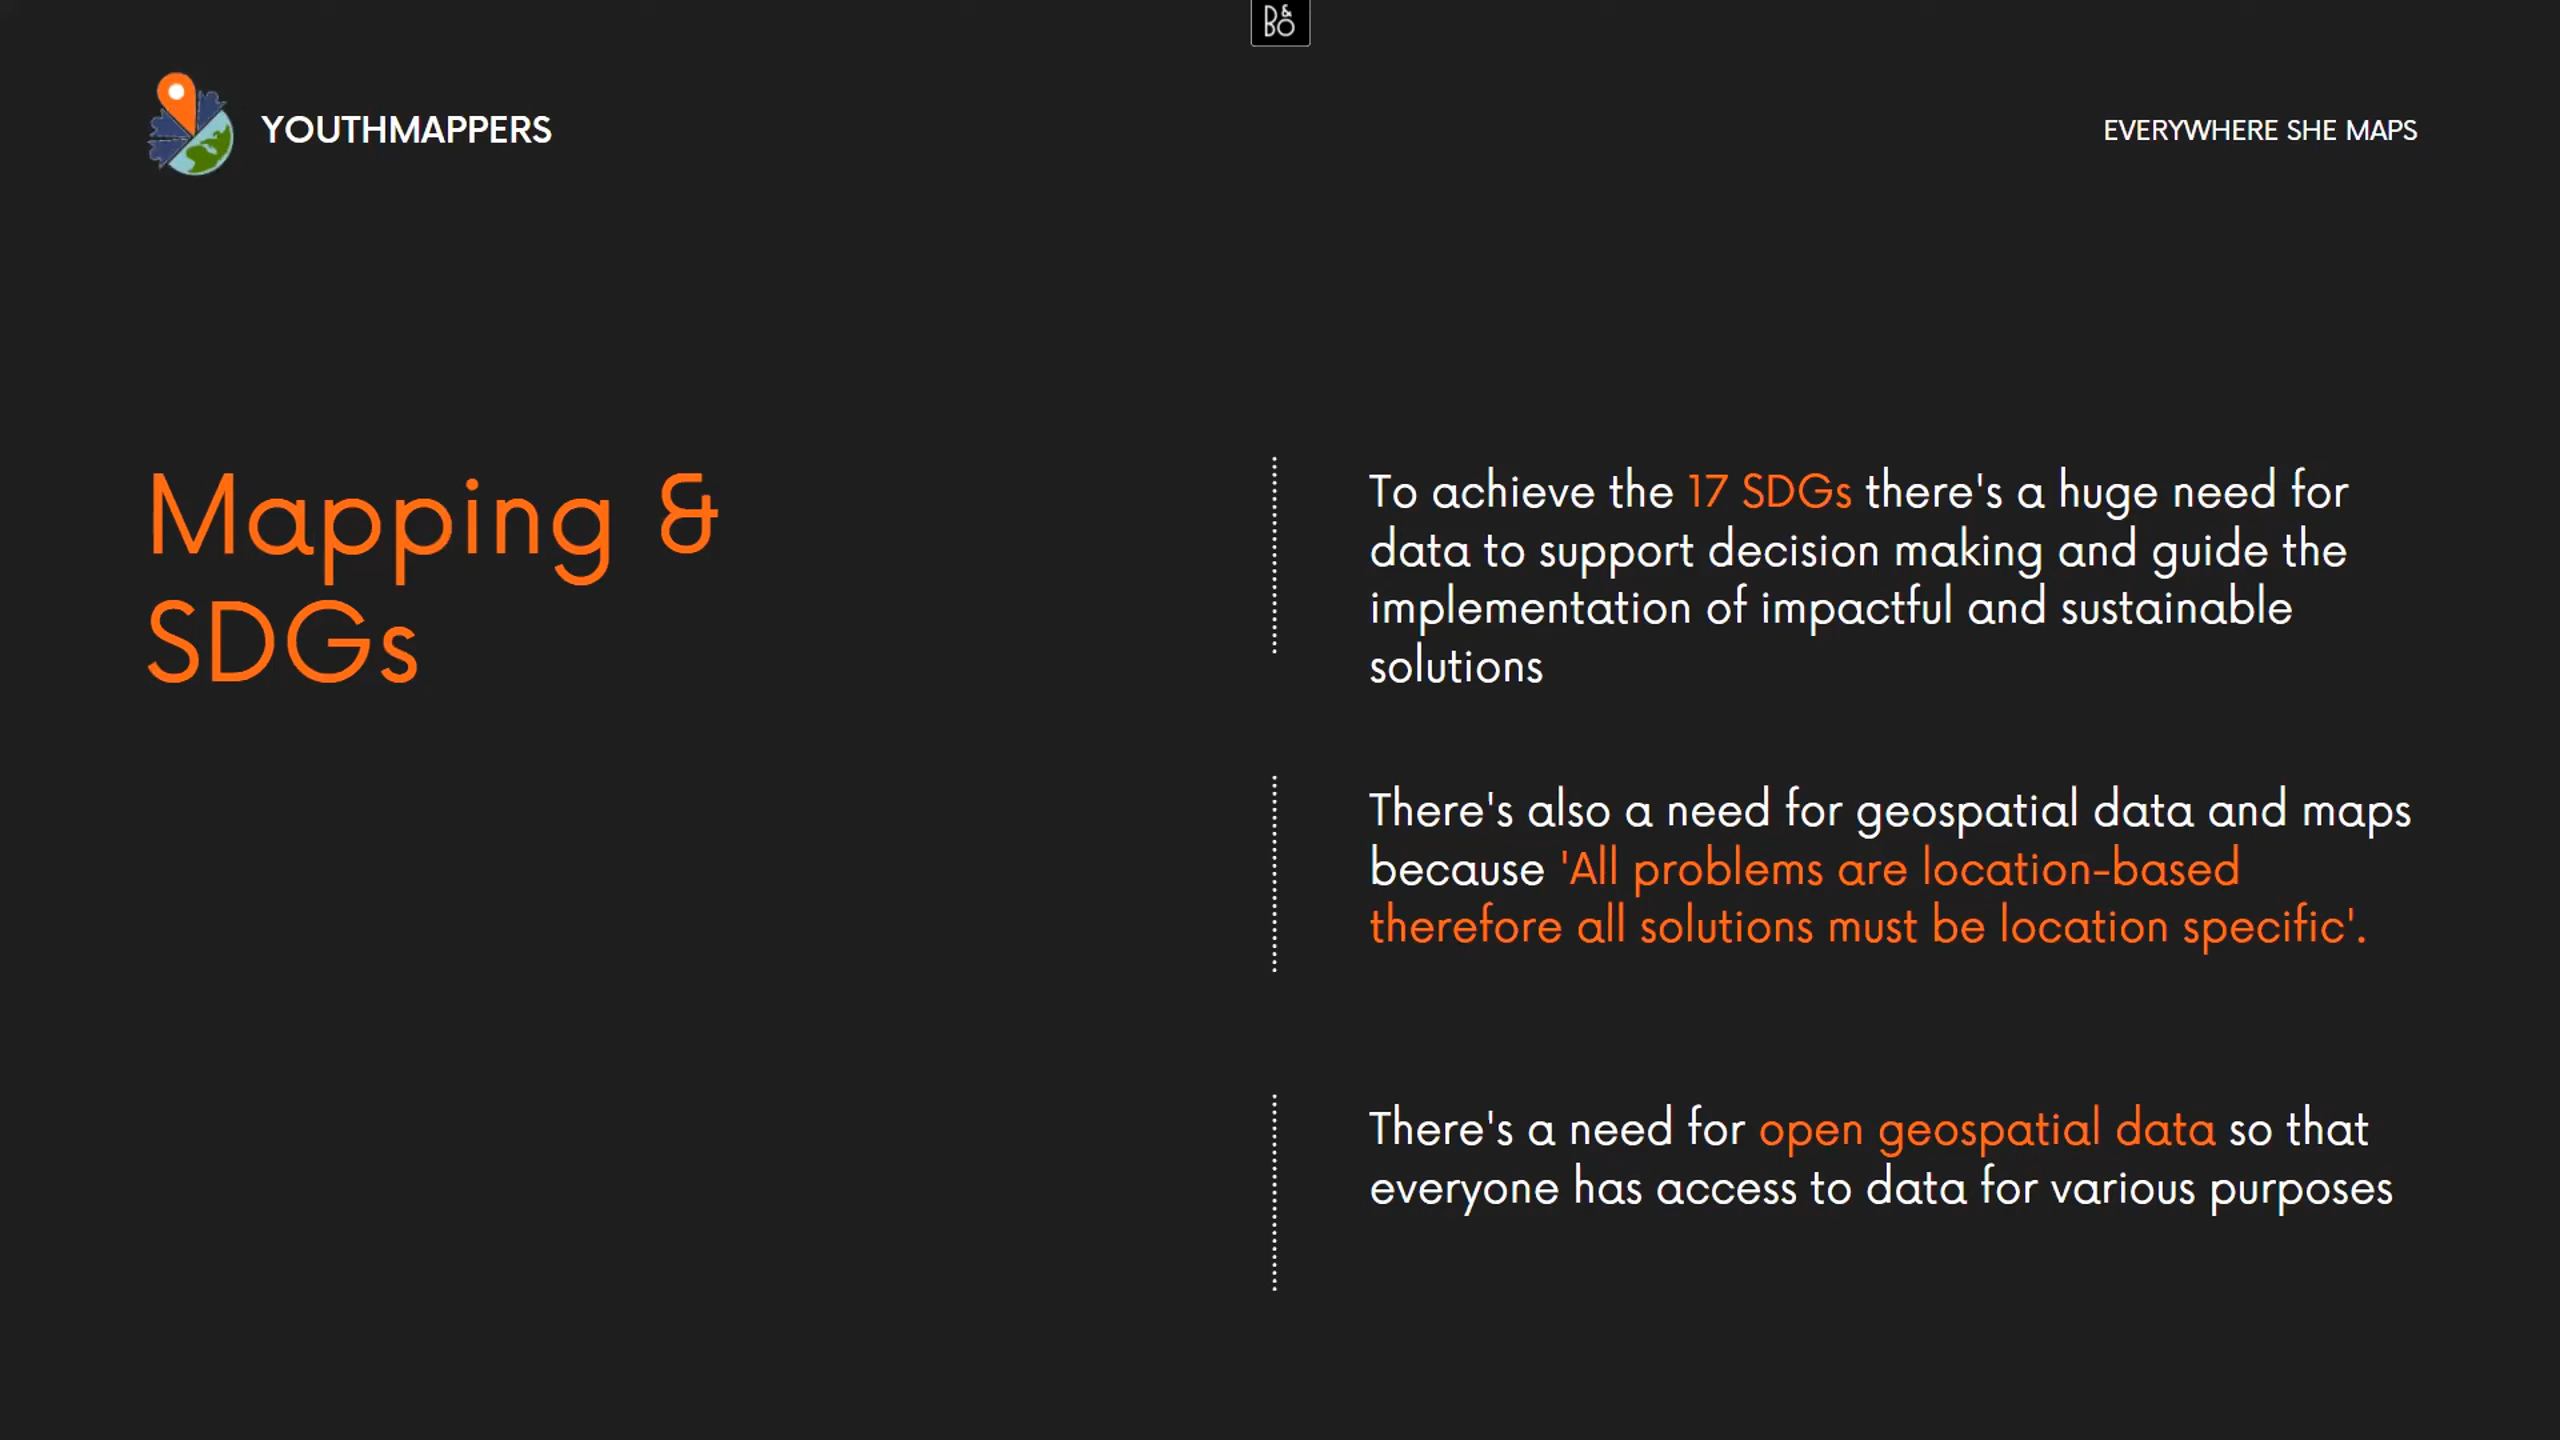 B&O
YOUTHMAPPERS
EVERYWHERE SHE MAPS
Mapping &
SDGs
To achieve the 17 SDGs there's a huge need for
data to support decision making and guide the
implementation of impactful and sustainable
solutions
There's also a need for geospatial data and maps
because 'All problems are location-based
therefore all solutions must be location specific'.
There's a need for open geospatial data so that
everyone has access to data for various purposes